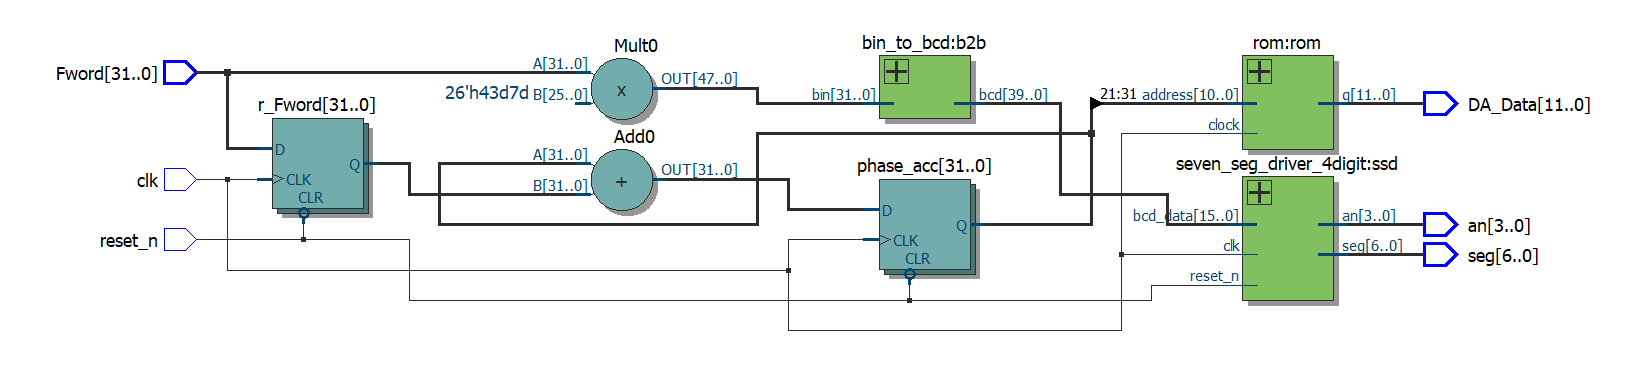 Fword[31..0]
clk
reset_n
r_Fword[31..0]
D
CLK
CLR
Q
Mult0
A[31..0]
26'h43d7d B[25..0]
x
OUT[47..0]
Add0
A[31..0]
B[31..0]
+
OUT[31..0]
bin_to_bcd:b2b
bin[31..0]
bcd[39..0]
phase_acc[31..0]
D
CLK
CLR
Q
rom:rom
21:31 address[10..0]
clock
q[11..0]
seven_seg_driver_4digit:ssd
bcd_data[15..0]
clk
reset_n
an[3..0]
seg[6..0]
DA_Data[11..0]
an[3..0]
seg[6..0]